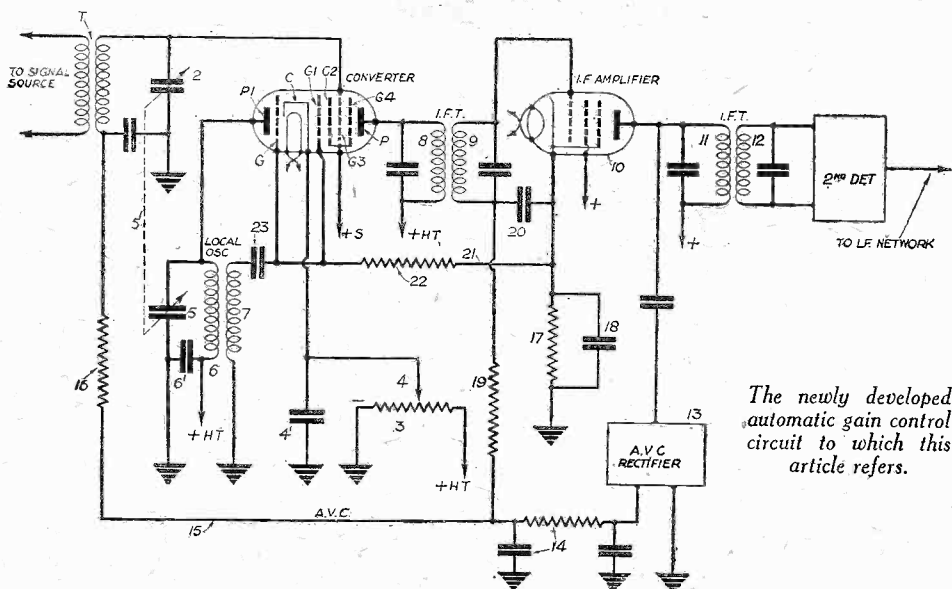 T.
TO SIGNAL
SOURCE
2
P1
C
G1
G2
CONVERTER
G4
G
P
G3
+S
I.F.T.
8
9
+HT
I.F AMPLIFIER
10
+
20
I.F.T.
11
12
+
2ND DET
TO L.F. NETWORK
5'
LOCAL
OSC
23
5
6'
6
7
+HT
22
21
16
4
4'
3
+HT
19
17
18
13
A.V.C
RECTIFIER
A.V.C.
15
14
The newly developed
automatic gain control
circuit to which this
article refers.